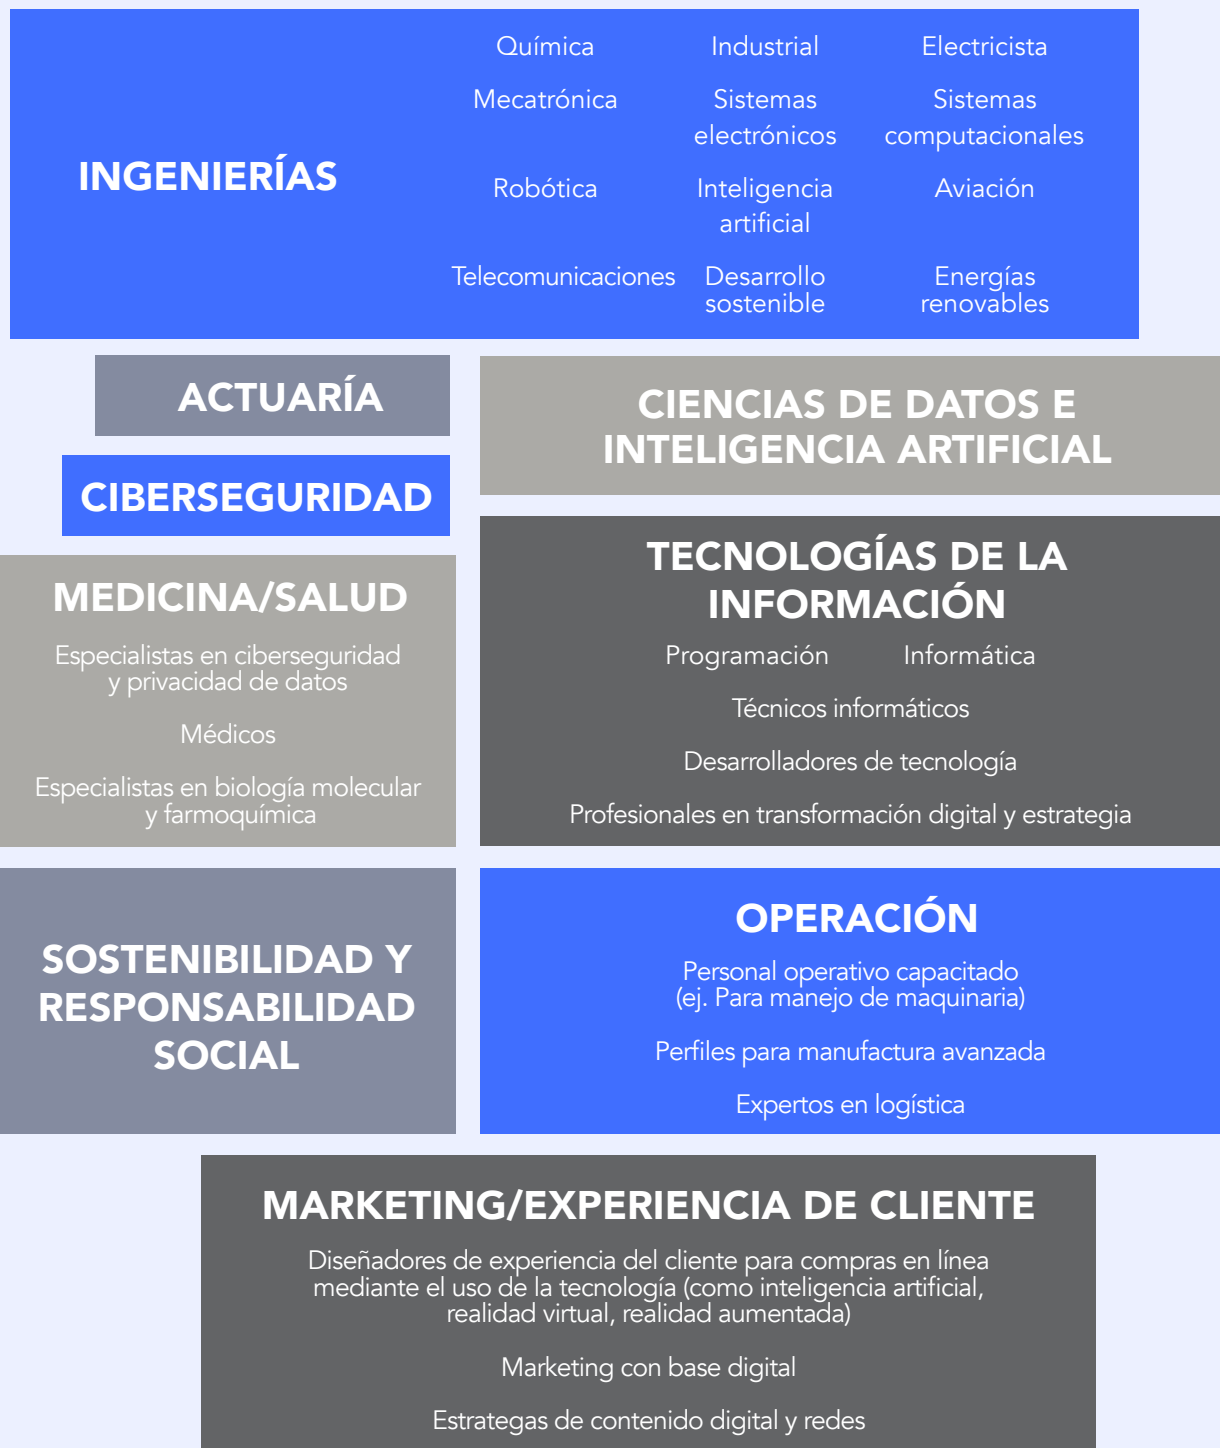 INGENIERÍAS
Química Industrial Electricista
Mecatrónica Sistemas electrónicos Sistemas computacionales
Robótica Inteligencia artificial Aviación
Telecomunicaciones Desarrollo sostenible Energías renovables
ACTUARÍA
CIENCIAS DE DATOS E
INTELIGENCIA ARTIFICIAL
CIBERSEGURIDAD
TECNOLOGÍAS DE LA
INFORMACIÓN
Programación Informática
Técnicos informáticos
Desarrolladores de tecnología
Profesionales en transformación digital y estrategia
MEDICINA/SALUD
Especialistas en ciberseguridad
y privacidad de datos
Médicos
Especialistas en biología molecular
y farmoquímica
SOSTENIBILIDAD Y
RESPONSABILIDAD
SOCIAL
OPERACIÓN
Personal operativo capacitado
(ej. Para manejo de maquinaria)
Perfiles para manufactura avanzada
Expertos en logística
MARKETING/EXPERIENCIA DE CLIENTE
Diseñadores de experiencia del cliente para compras en línea
mediante el uso de la tecnología (como inteligencia artificial,
realidad virtual, realidad aumentada)
Marketing con base digital
Estrategas de contenido digital y redes